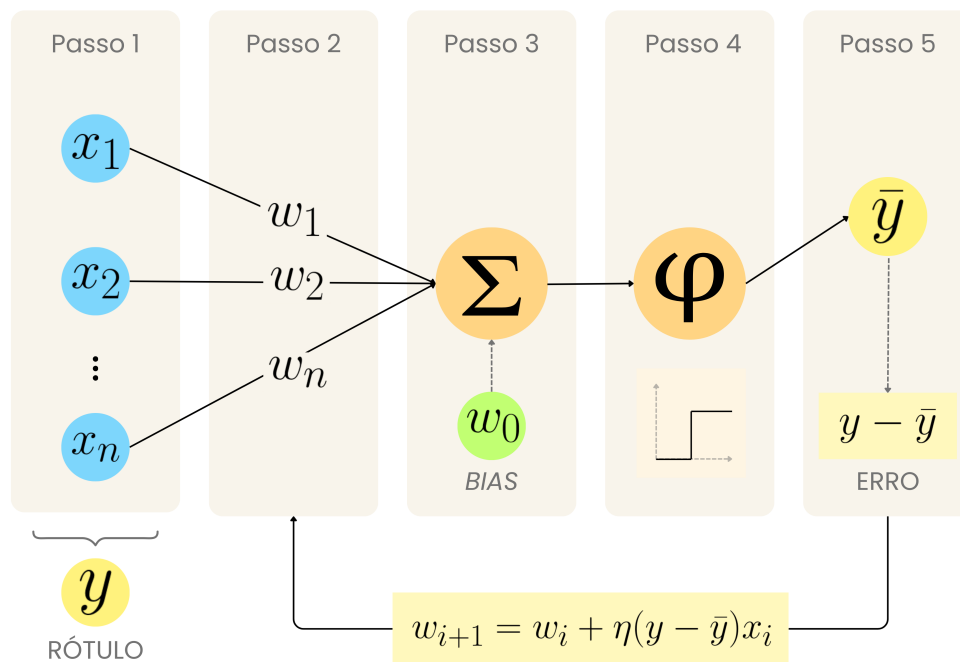 Passo 1
Passo 2
Passo 3
Passo 4
Passo 5
x₁
w₁
x₂
w₂
⋮
wₙ
xₙ
Σ
w₀
BIAS
φ
ȳ
y − ȳ
ERRO
y
RÓTULO
wᵢ₊₁ = wᵢ + η(y − ȳ)xᵢ